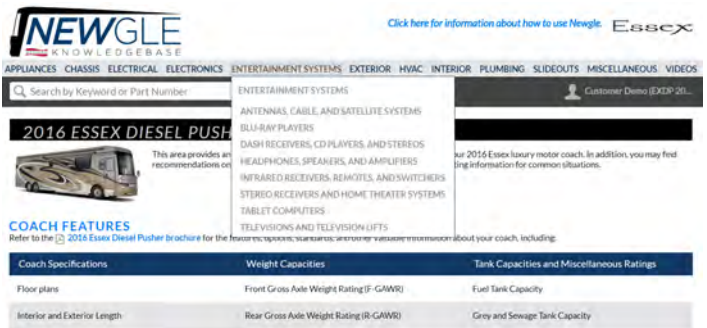 NEWGLE
KNOWLEDGEBASE
Click here for information about how to use Newgle.
Essex
APPLIANCES CHASSIS ELECTRICAL ELECTRONICS ENTERTAINMENT SYSTEMS EXTERIOR HVAC INTERIOR PLUMBING SLIDEOUTS MISCELLANEOUS VIDEOS
Search by Keyword or Part Number
Customer Demo (EXDP 20...
ENTERTAINMENT SYSTEMS
ANTENNAS, CABLE, AND SATELLITE SYSTEMS
BLU-RAY PLAYERS
DASH RECEIVERS, CD PLAYERS, AND STEREOS
HEADPHONES, SPEAKERS, AND AMPLIFIERS
INFRARED RECEIVERS, REMOTES, AND SWITCHERS
STEREO RECEIVERS AND HOME THEATER SYSTEMS
TABLET COMPUTERS
TELEVISIONS AND TELEVISION LIFTS
2016 ESSEX DIESEL PUSH
This area provides an our 2016 Essex luxury motor coach. In addition, you may find
recommendations on ting information for common situations.
COACH FEATURES
Refer to the 2016 Essex Diesel Pusher brochure for the features, options, standards, and other valuable information about your coach, including:
Coach Specifications Weight Capacities Tank Capacities and Miscellaneous Ratings
Floor plans Front Gross Axle Weight Rating (F-GAWR) Fuel Tank Capacity
Interior and Exterior Length Rear Gross Axle Weight Rating (R-GAWR) Grey and Sewage Tank Capacity